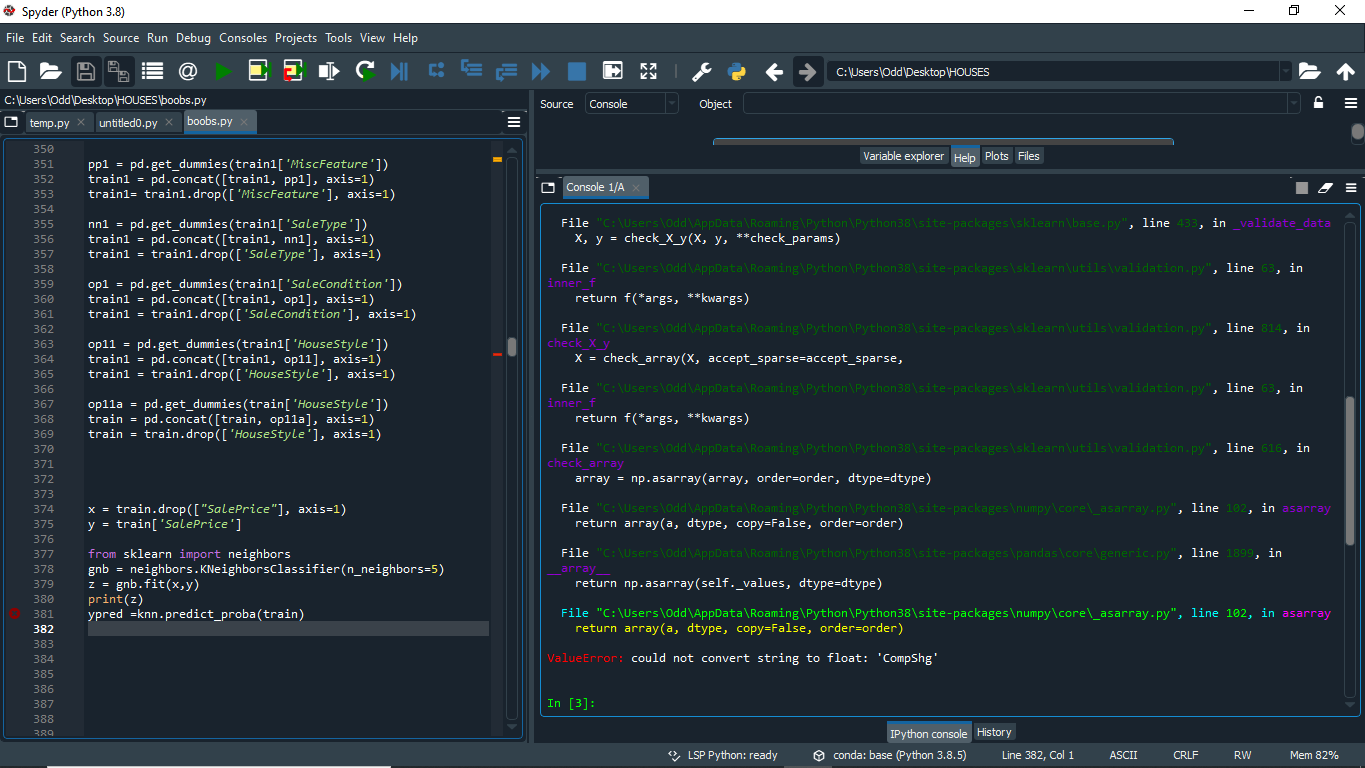 Spyder (Python 3.8)
File Edit Search Source Run Debug Consoles Projects Tools View Help
C:\Users\Odd\Desktop\HOUSES
C:\Users\Odd\Desktop\HOUSES\boobs.py
temp.py untitled0.py boobs.py
350
351 pp1 = pd.get_dummies(train1['MiscFeature'])
352 train1 = pd.concat([train1, pp1], axis=1)
353 train1= train1.drop(['MiscFeature'], axis=1)
354
355 nn1 = pd.get_dummies(train1['SaleType'])
356 train1 = pd.concat([train1, nn1], axis=1)
357 train1 = train1.drop(['SaleType'], axis=1)
358
359 op1 = pd.get_dummies(train1['SaleCondition'])
360 train1 = pd.concat([train1, op1], axis=1)
361 train1 = train1.drop(['SaleCondition'], axis=1)
362
363 op11 = pd.get_dummies(train1['HouseStyle'])
364 train1 = pd.concat([train1, op11], axis=1)
365 train1 = train1.drop(['HouseStyle'], axis=1)
366
367 op11a = pd.get_dummies(train['HouseStyle'])
368 train = pd.concat([train, op11a], axis=1)
369 train = train.drop(['HouseStyle'], axis=1)
370
371
372
373
374 x = train.drop(["SalePrice"], axis=1)
375 y = train['SalePrice']
376
377 from sklearn import neighbors
378 gnb = neighbors.KNeighborsClassifier(n_neighbors=5)
379 z = gnb.fit(x,y)
380 print(z)
381 ypred =knn.predict_proba(train)
382
383
384
385
386
387
388
389
Source Console Object
Variable explorer Help Plots Files
Console 1/A
File "C:\Users\Odd\AppData\Roaming\Python\Python38\site-packages\sklearn\base.py", line 433, in _validate_data
X, y = check_X_y(X, y, **check_params)
File "C:\Users\Odd\AppData\Roaming\Python\Python38\site-packages\sklearn\utils\validation.py", line 63, in
inner_f
return f(*args, **kwargs)
File "C:\Users\Odd\AppData\Roaming\Python\Python38\site-packages\sklearn\utils\validation.py", line 814, in
check_X_y
X = check_array(X, accept_sparse=accept_sparse,
File "C:\Users\Odd\AppData\Roaming\Python\Python38\site-packages\sklearn\utils\validation.py", line 63, in
inner_f
return f(*args, **kwargs)
File "C:\Users\Odd\AppData\Roaming\Python\Python38\site-packages\sklearn\utils\validation.py", line 616, in
check_array
array = np.asarray(array, order=order, dtype=dtype)
File "C:\Users\Odd\AppData\Roaming\Python\Python38\site-packages\numpy\core\_asarray.py", line 102, in asarray
return array(a, dtype, copy=False, order=order)
File "C:\Users\Odd\AppData\Roaming\Python\Python38\site-packages\pandas\core\generic.py", line 1899, in
__array__
return np.asarray(self._values, dtype=dtype)
File "C:\Users\Odd\AppData\Roaming\Python\Python38\site-packages\numpy\core\_asarray.py", line 102, in asarray
return array(a, dtype, copy=False, order=order)
ValueError: could not convert string to float: 'CompShg'
In [3]:
IPython console History
LSP Python: ready conda: base (Python 3.8.5) Line 382, Col 1 ASCII CRLF RW Mem 82%